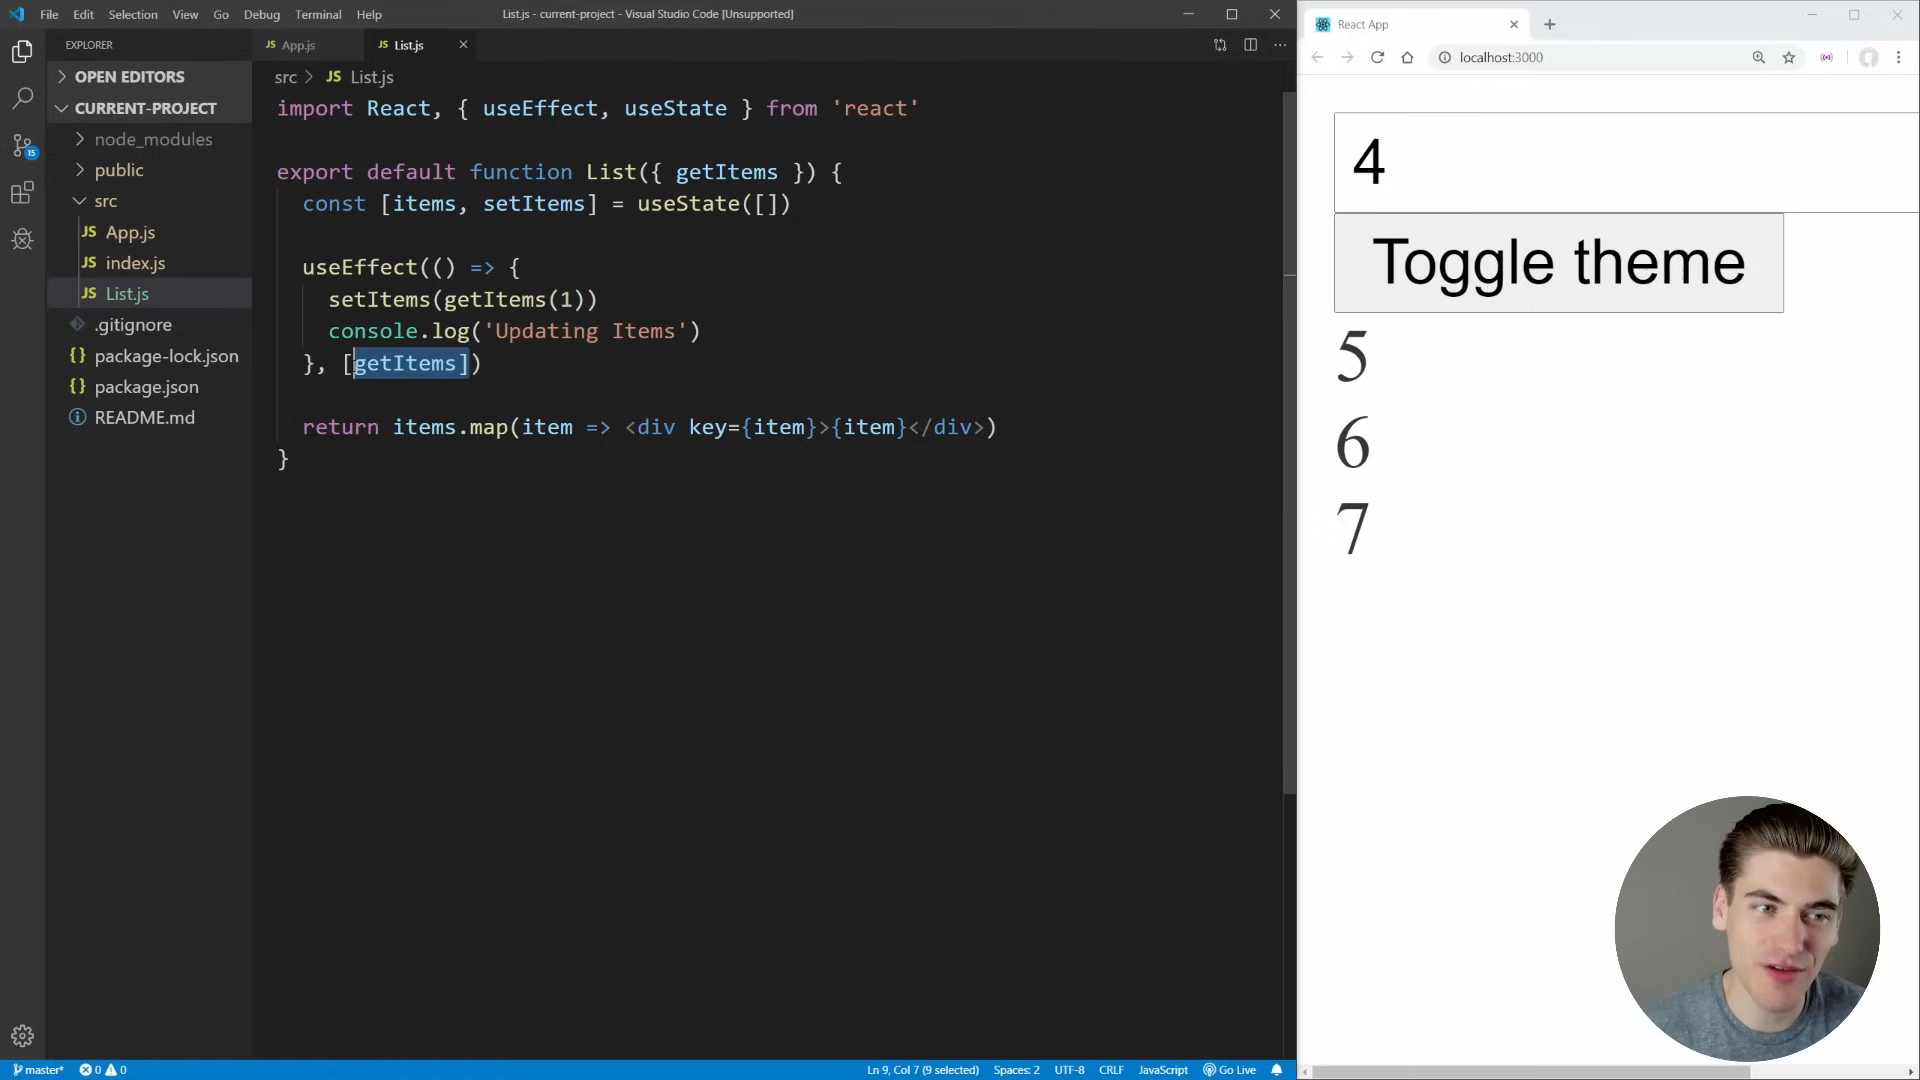 File Edit Selection View Go Debug Terminal Help
List.js - current-project - Visual Studio Code [Unsupported]
EXPLORER
OPEN EDITORS
CURRENT-PROJECT
node_modules
public
src
JS App.js
JS index.js
JS List.js
.gitignore
{} package-lock.json
{} package.json
README.md
15
JS App.js
JS List.js
src > JS List.js
import React, { useEffect, useState } from 'react'
export default function List({ getItems }) {
const [items, setItems] = useState([])
useEffect(() => {
setItems(getItems(1))
console.log('Updating Items')
}, [getItems])
return items.map(item => <div key={item}>{item}</div>)
}
master* 0 0
Ln 9, Col 7 (9 selected) Spaces: 2 UTF-8 CRLF JavaScript Go Live
React App
localhost:3000
4
Toggle theme
5
6
7